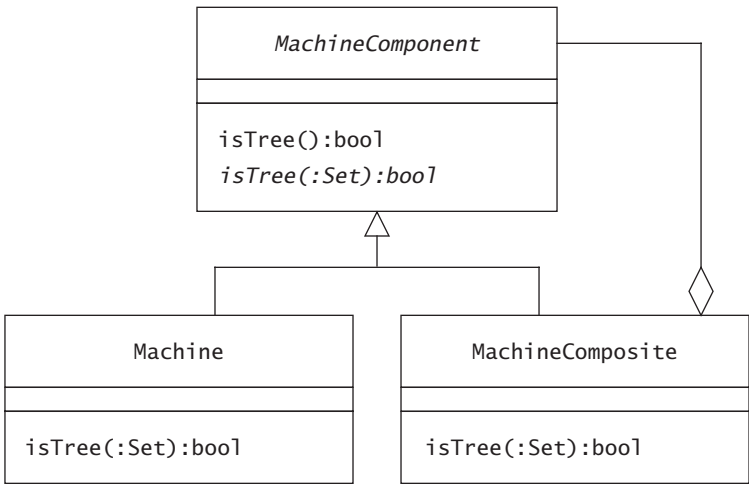 MachineComponent
isTree():bool
isTree(:Set):bool
Machine
MachineComposite
isTree(:Set):bool
isTree(:Set):bool